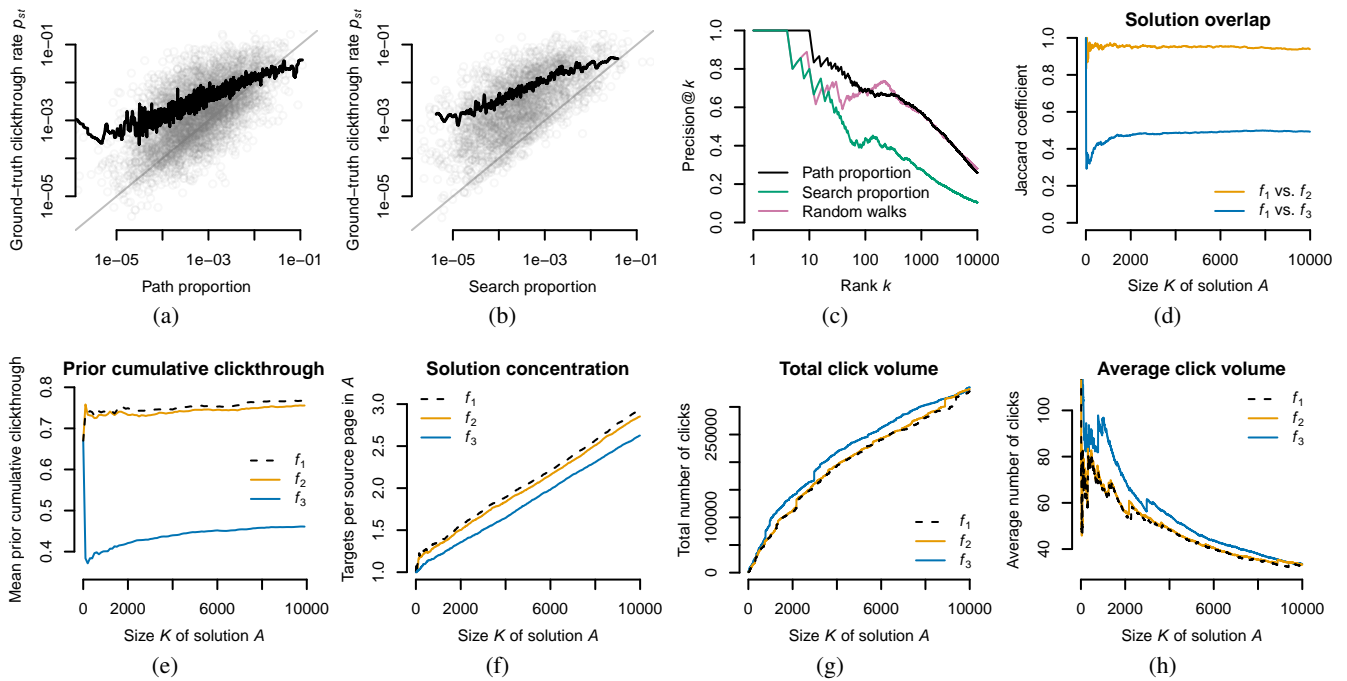 Ground−truth clickthrough rate pst
1e−01
1e−03
1e−05
1e−05 1e−03 1e−01
Path proportion
(a)
Ground−truth clickthrough rate pst
1e−01
1e−03
1e−05
1e−05 1e−03 1e−01
Search proportion
(b)
Precision@k
1.0
0.8
0.6
0.4
0.2
0.0
Path proportion
Search proportion
Random walks
1 10 100 1000 10000
Rank k
(c)
Solution overlap
Jaccard coefficient
1.0
0.8
0.6
0.4
0.2
0.0
f1 vs. f2
f1 vs. f3
0 2000 6000 10000
Size K of solution A
(d)
Prior cumulative clickthrough
Mean prior cumulative clickthrough
0.8
0.7
0.6
0.5
0.4
f1
f2
f3
0 2000 6000 10000
Size K of solution A
(e)
Solution concentration
Targets per source page in A
3.0
2.5
2.0
1.5
1.0
f1
f2
f3
0 2000 6000 10000
Size K of solution A
(f)
Total click volume
Total number of clicks
250000
100000
0
f1
f2
f3
0 2000 6000 10000
Size K of solution A
(g)
Average click volume
Average number of clicks
100
80
60
40
f1
f2
f3
0 2000 6000 10000
Size K of solution A
(h)